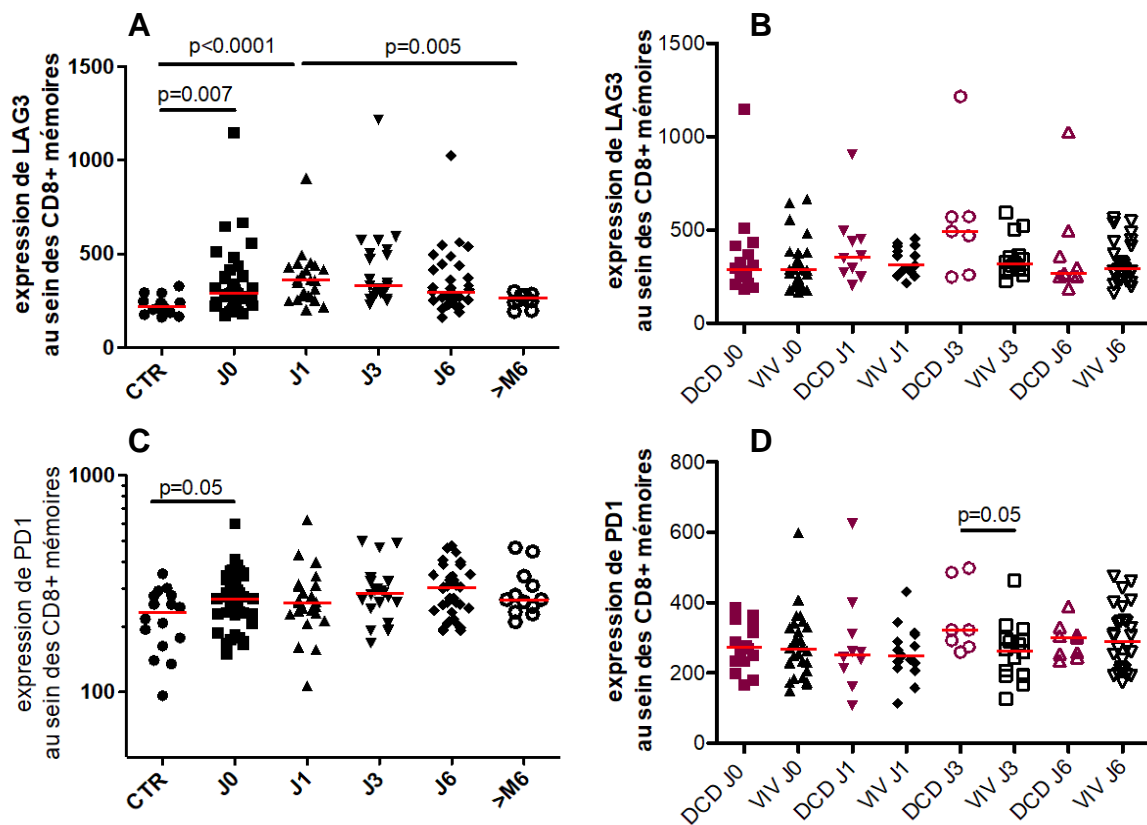 A
p<0.0001
p=0.005
p=0.007
expression de LAG3
au sein des CD8+ mémoires
1500
1000
500
0
CTR
J0
J1
J3
J6
>M6
B
expression de LAG3
au sein des CD8+ mémoires
1500
1000
500
0
DCD J0
VIV J0
DCD J1
VIV J1
DCD J3
VIV J3
DCD J6
VIV J6
C
p=0.05
expression de PD1
au sein des CD8+ mémoires
1000
100
CTR
J0
J1
J3
J6
>M6
D
p=0.05
expression de PD1
au sein des CD8+ mémoires
800
600
400
200
0
DCD J0
VIV J0
DCD J1
VIV J1
DCD J3
VIV J3
DCD J6
VIV J6